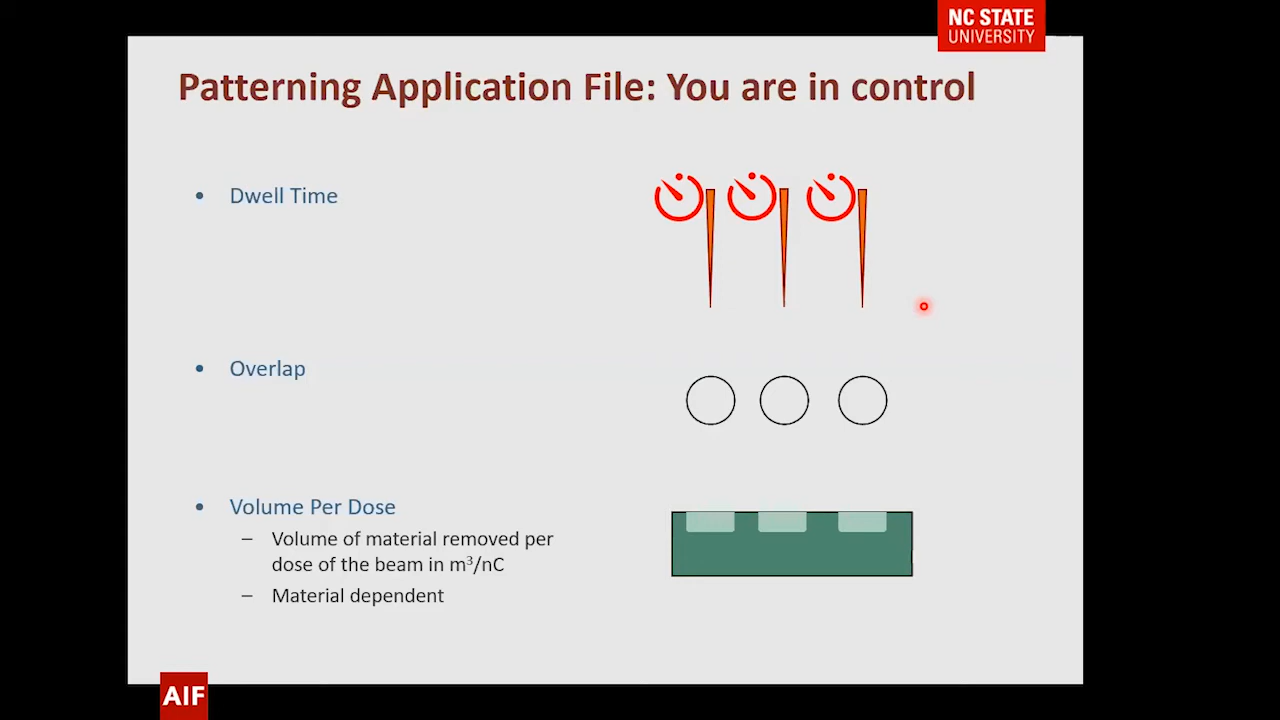 NC STATE
UNIVERSITY
Patterning Application File: You are in control
• Dwell Time
• Overlap
• Volume Per Dose
– Volume of material removed per
dose of the beam in m³/nC
– Material dependent
AIF